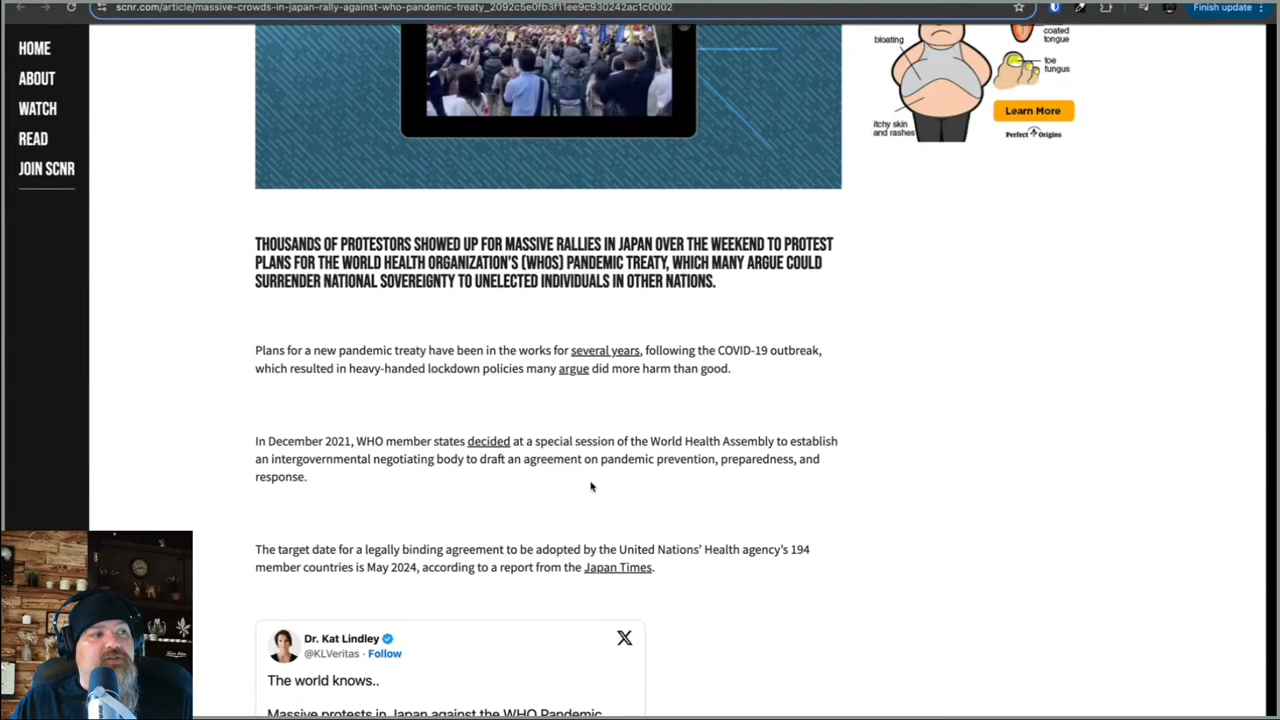 scnr.com/article/massive-crowds-in-japan-rally-against-who-pandemic-treaty_2092c5e0fb3f11ee9c930242ac1c0002
Finish update
HOME
ABOUT
WATCH
READ
JOIN SCNR
bloating
coated
tongue
toe
fungus
itchy skin
and rashes
Learn More
Perfect Origins
THOUSANDS OF PROTESTORS SHOWED UP FOR MASSIVE RALLIES IN JAPAN OVER THE WEEKEND TO PROTEST
PLANS FOR THE WORLD HEALTH ORGANIZATION'S (WHOS) PANDEMIC TREATY, WHICH MANY ARGUE COULD
SURRENDER NATIONAL SOVEREIGNTY TO UNELECTED INDIVIDUALS IN OTHER NATIONS.
Plans for a new pandemic treaty have been in the works for several years, following the COVID-19 outbreak,
which resulted in heavy-handed lockdown policies many argue did more harm than good.
In December 2021, WHO member states decided at a special session of the World Health Assembly to establish
an intergovernmental negotiating body to draft an agreement on pandemic prevention, preparedness, and
response.
The target date for a legally binding agreement to be adopted by the United Nations' Health agency's 194
member countries is May 2024, according to a report from the Japan Times.
Dr. Kat Lindley
@KLVeritas · Follow
The world knows..
Massive protests in Japan against the WHO Pandemic